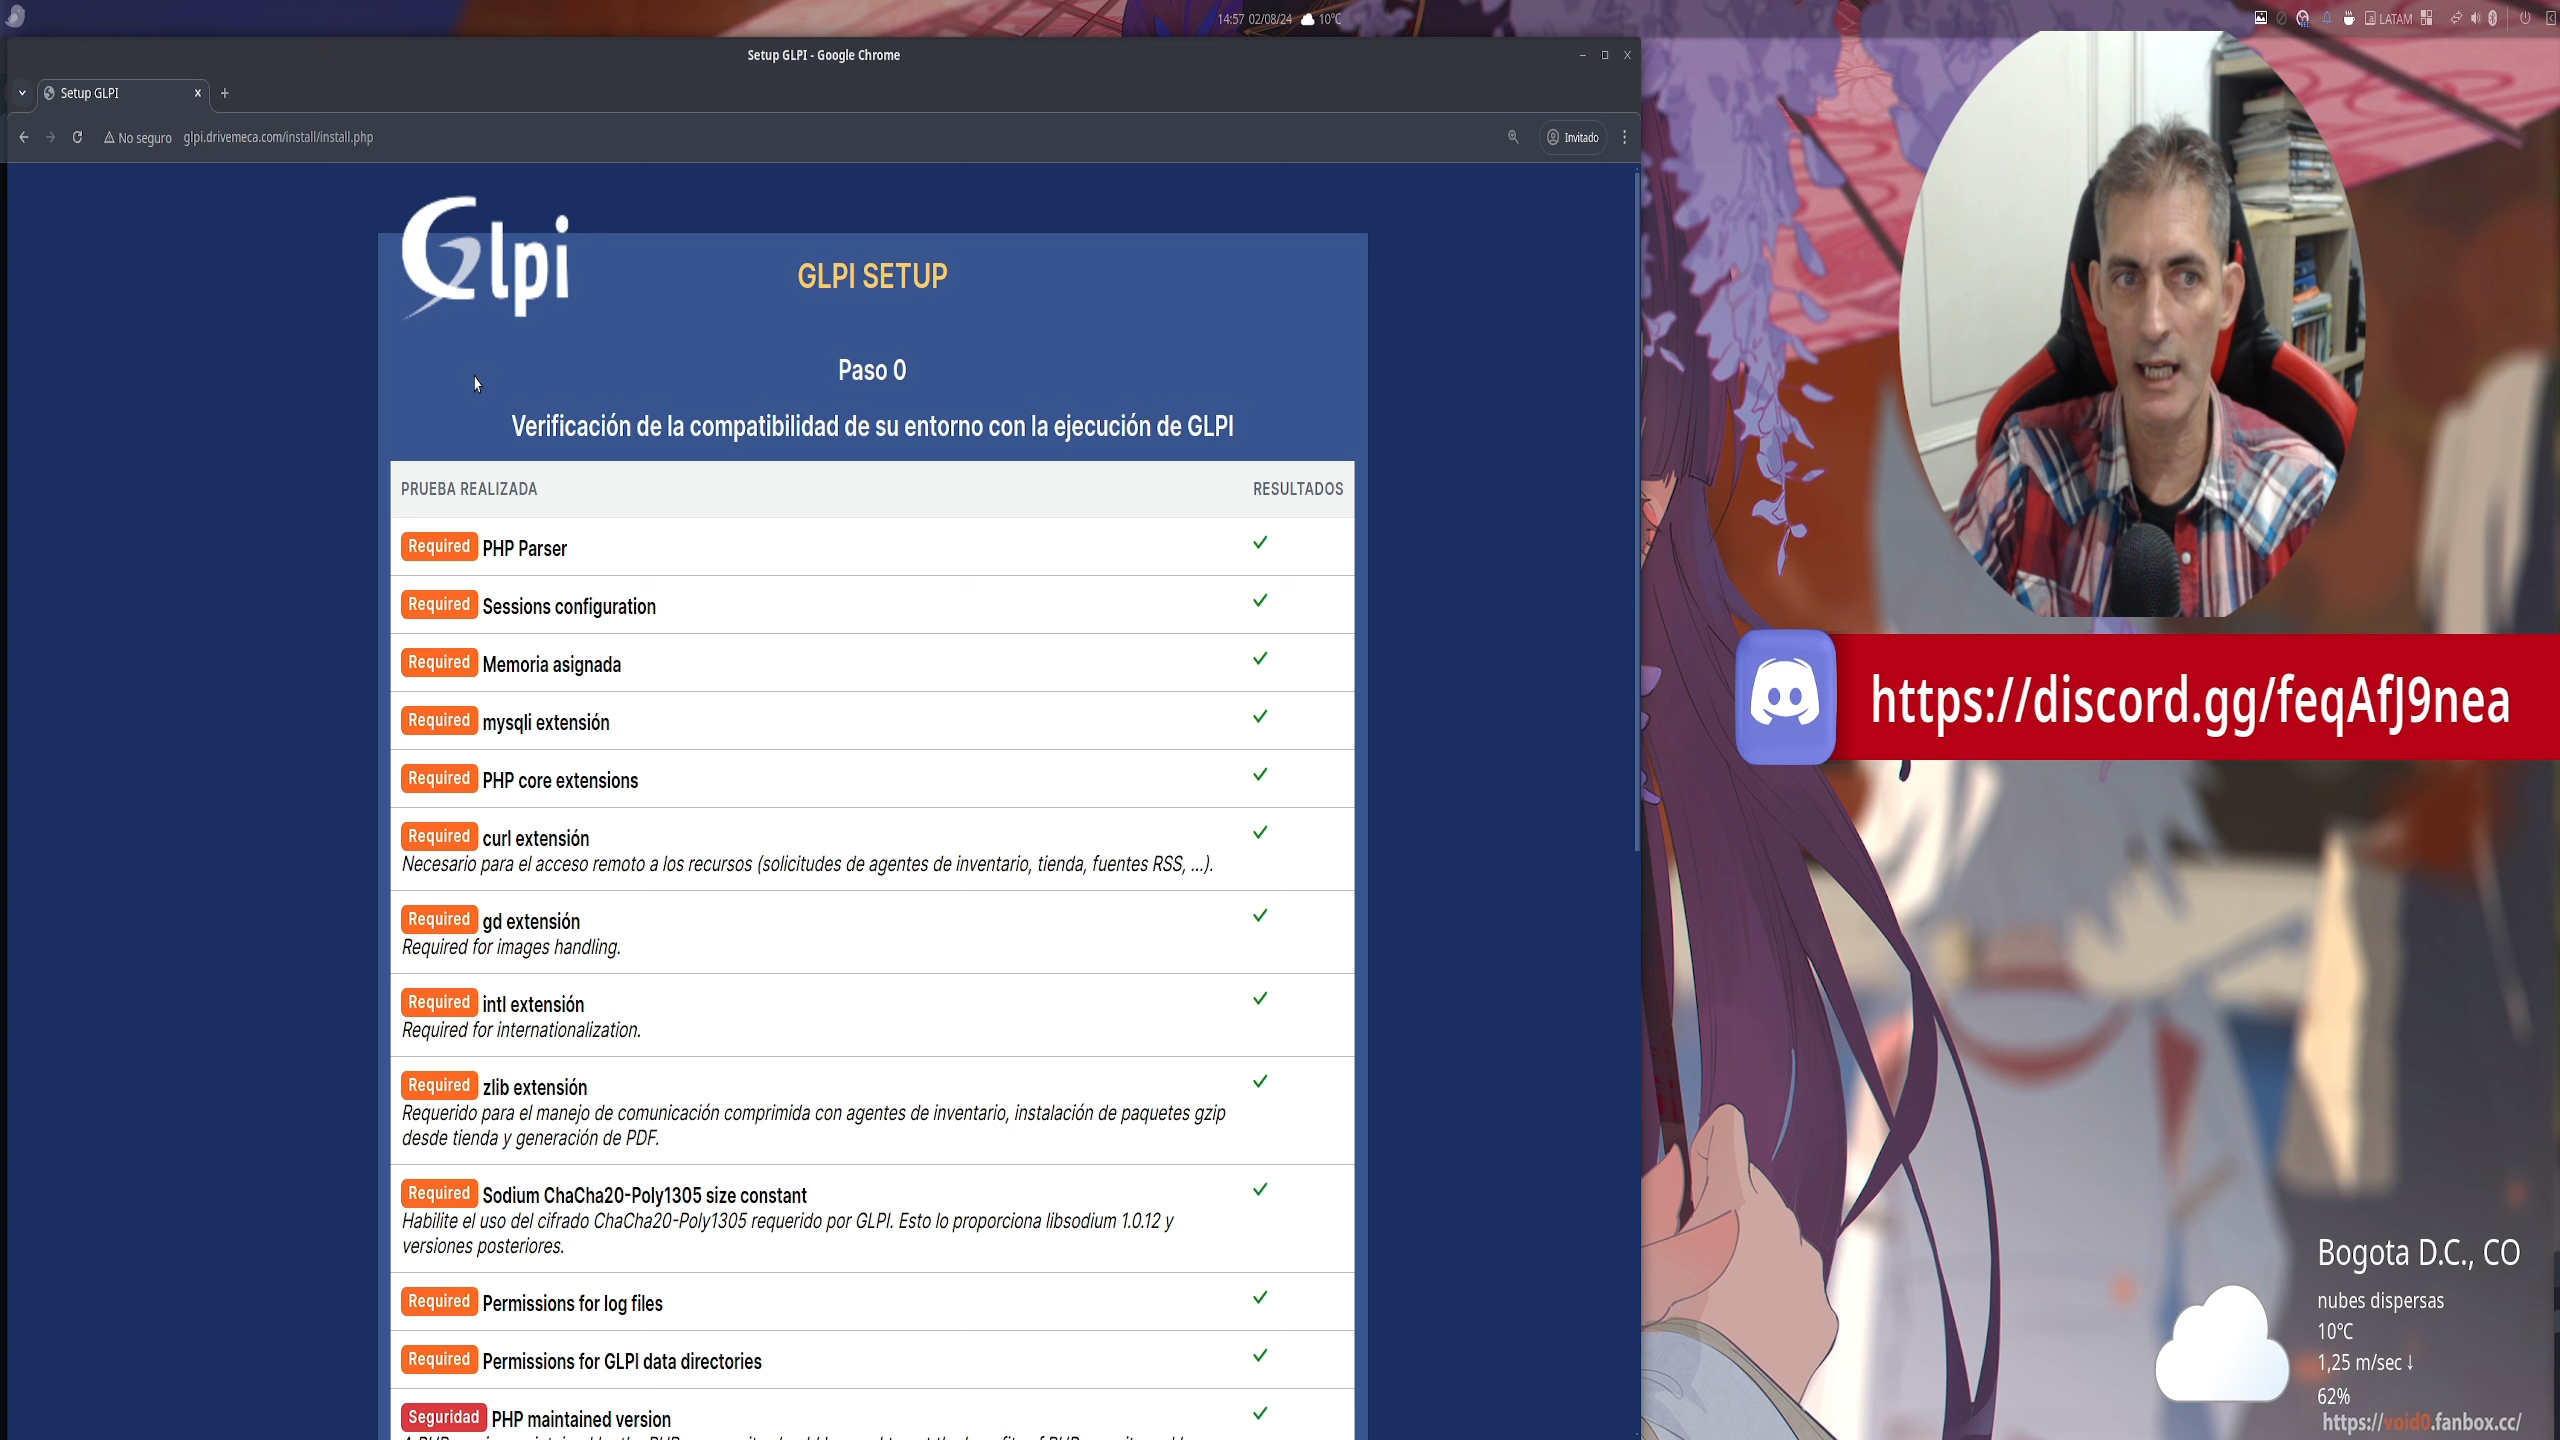 14:57 02/08/24 10°C
LATAM
Setup GLPI - Google Chrome
Setup GLPI
No seguro glpi.drivemeca.com/install/install.php
Invitado
Glpi
GLPI SETUP
Paso 0
Verificación de la compatibilidad de su entorno con la ejecución de GLPI
PRUEBA REALIZADA RESULTADOS
Required PHP Parser
Required Sessions configuration
Required Memoria asignada
Required mysqli extensión
Required PHP core extensions
Required curl extensión
Necesario para el acceso remoto a los recursos (solicitudes de agentes de inventario, tienda, fuentes RSS, ...).
Required gd extensión
Required for images handling.
Required intl extensión
Required for internationalization.
Required zlib extensión
Requerido para el manejo de comunicación comprimida con agentes de inventario, instalación de paquetes gzip
desde tienda y generación de PDF.
Required Sodium ChaCha20-Poly1305 size constant
Habilite el uso del cifrado ChaCha20-Poly1305 requerido por GLPI. Esto lo proporciona libsodium 1.0.12 y
versiones posteriores.
Required Permissions for log files
Required Permissions for GLPI data directories
Seguridad PHP maintained version
https://discord.gg/feqAfJ9nea
Bogota D.C., CO
nubes dispersas
10°C
1,25 m/sec ↓
62%
https://void0.fanbox.cc/